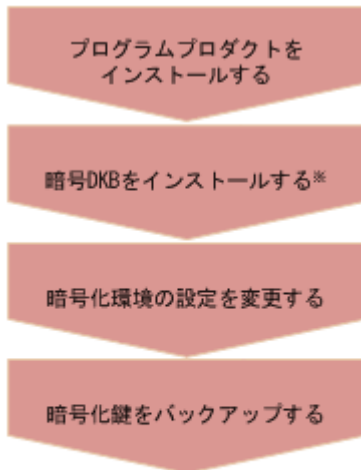 プログラムプロダクトを
インストールする
暗号DKBをインストールする※
暗号化環境の設定を変更する
暗号化鍵をバックアップする